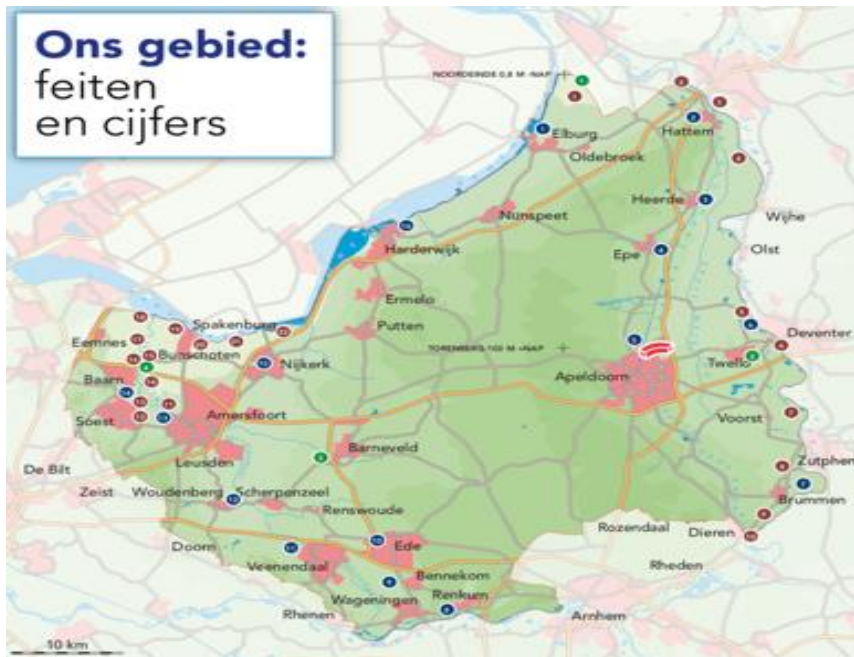 Ons gebied:
feiten
en cijfers
NOORDEINDE 0,8 M -NAP
Elburg
Oldebroek
Hattem
Heerde
Wijhe
Nunspeet
Olst
Epe
Harderwijk
Ermelo
Spakenburg
Putten
Eemnes
Deventer
Bunschoten
TORENBERG 103 M +NAP
Nijkerk
Twello
Baarn
Apeldoorn
Amersfoort
Soest
Voorst
Barneveld
Leusden
Zutphen
De Bilt
Zeist
Woudenberg
Scherpenzeel
Brummen
Renswoude
Rozendaal
Dieren
Doorn
Ede
Veenendaal
Rheden
Bennekom
Wageningen
Renkum
Rhenen
Arnhem
10 km